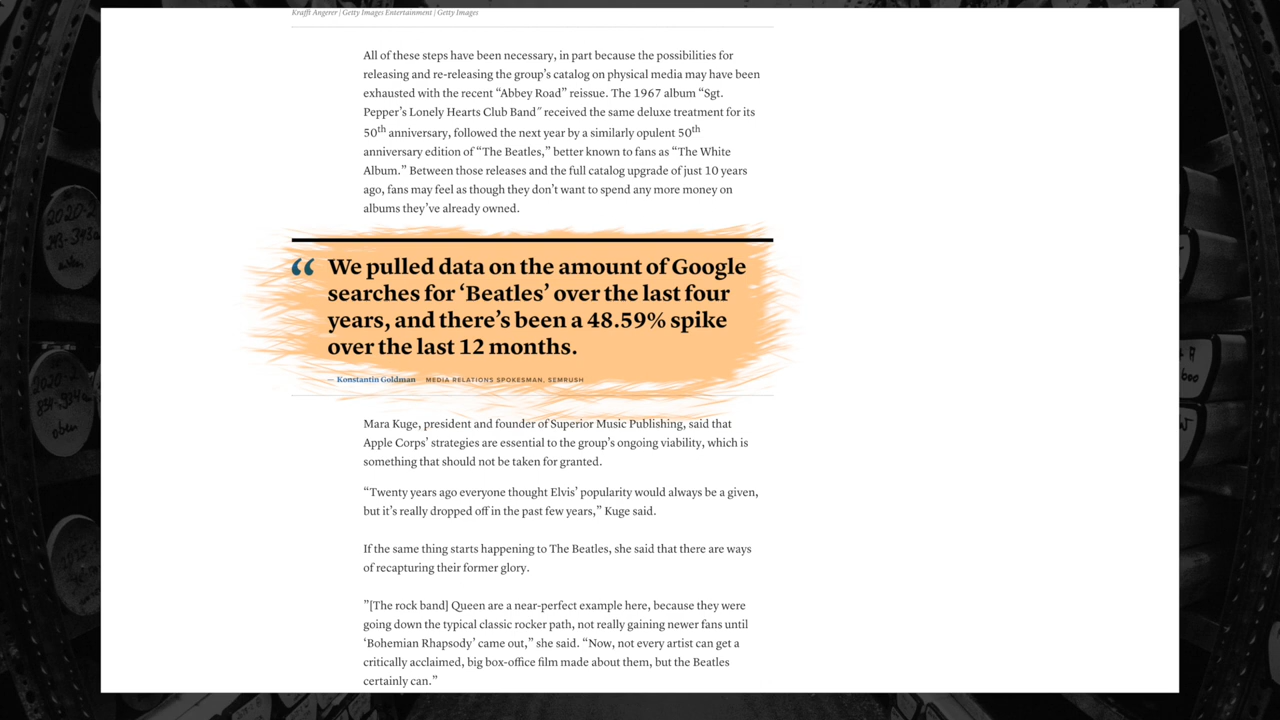 Krafft Angerer | Getty Images Entertainment | Getty Images
All of these steps have been necessary, in part because the possibilities for
releasing and re-releasing the group’s catalog on physical media may have been
exhausted with the recent “Abbey Road” reissue. The 1967 album “Sgt.
Pepper’s Lonely Hearts Club Band” received the same deluxe treatment for its
50th anniversary, followed the next year by a similarly opulent 50th
anniversary edition of “The Beatles,” better known to fans as “The White
Album.” Between those releases and the full catalog upgrade of just 10 years
ago, fans may feel as though they don’t want to spend any more money on
albums they’ve already owned.
“ We pulled data on the amount of Google
searches for ‘Beatles’ over the last four
years, and there’s been a 48.59% spike
over the last 12 months.
— Konstantin Goldman MEDIA RELATIONS SPOKESMAN, SEMRUSH
Mara Kuge, president and founder of Superior Music Publishing, said that
Apple Corps’ strategies are essential to the group’s ongoing viability, which is
something that should not be taken for granted.
“Twenty years ago everyone thought Elvis’ popularity would always be a given,
but it’s really dropped off in the past few years,” Kuge said.
If the same thing starts happening to The Beatles, she said that there are ways
of recapturing their former glory.
”[The rock band] Queen are a near-perfect example here, because they were
going down the typical classic rocker path, not really gaining newer fans until
‘Bohemian Rhapsody’ came out,” she said. “Now, not every artist can get a
critically acclaimed, big box-office film made about them, but the Beatles
certainly can.”